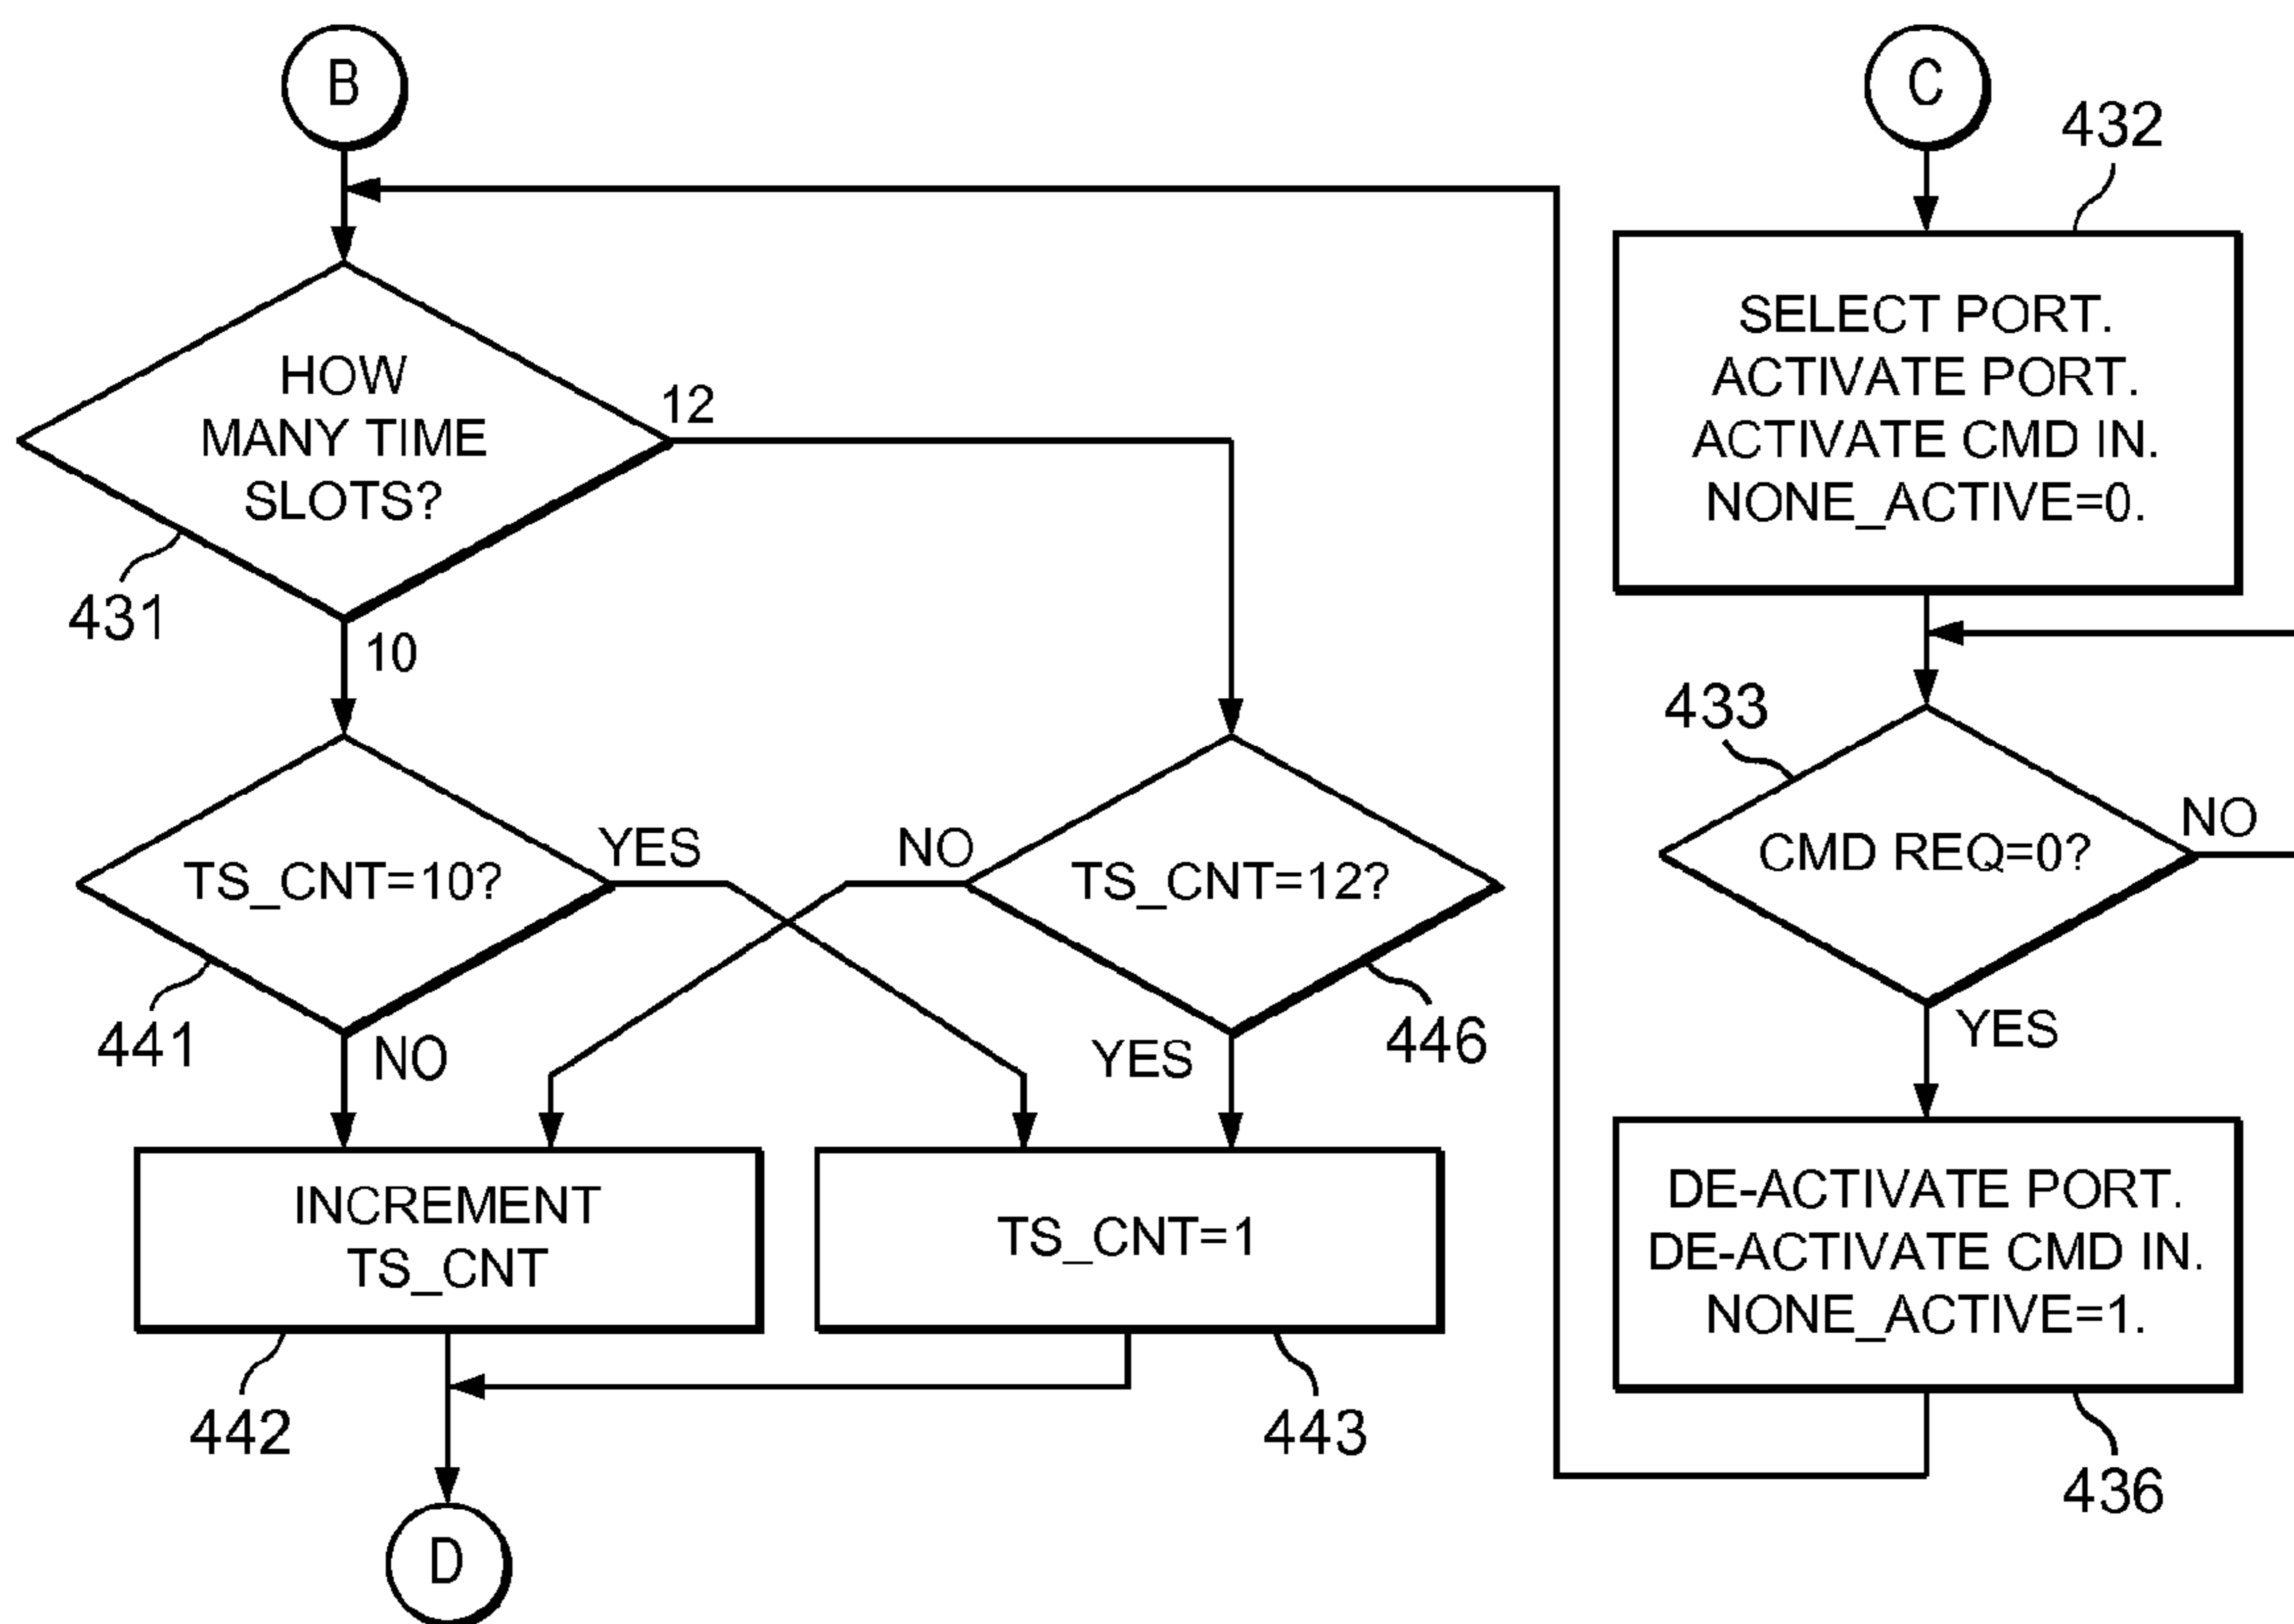 B
HOW
MANY TIME
SLOTS?
12
431
10
TS_CNT=10?
YES
441
NO
NO
TS_CNT=12?
446
YES
INCREMENT
TS_CNT
442
TS_CNT=1
443
D
C
432
SELECT PORT.
ACTIVATE PORT.
ACTIVATE CMD IN.
NONE_ACTIVE=0.
433
CMD REQ=0?
NO
YES
DE-ACTIVATE PORT.
DE-ACTIVATE CMD IN.
NONE_ACTIVE=1.
436